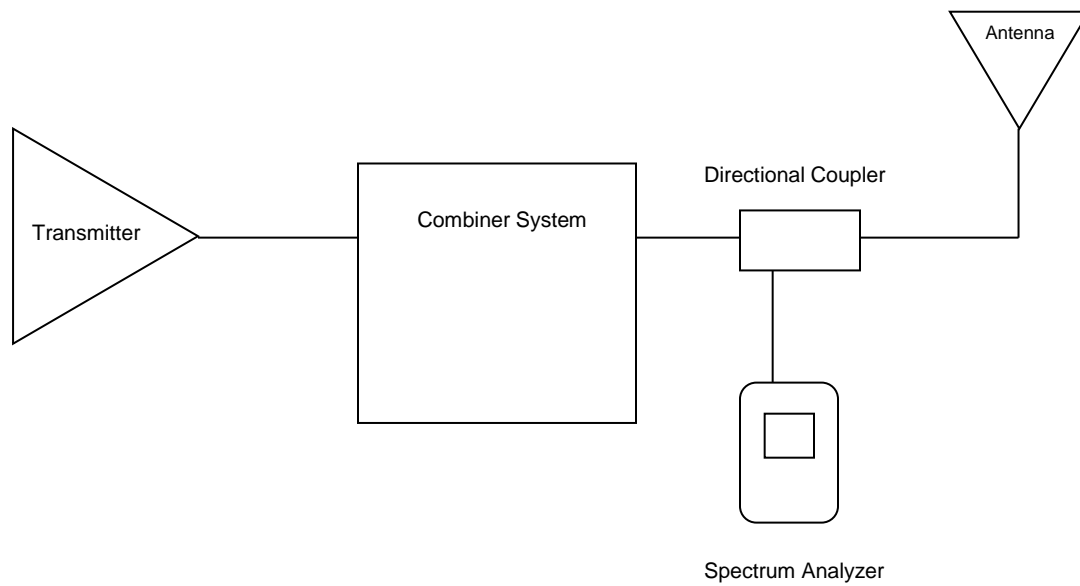 Antenna
Directional Coupler
Combiner System
Transmitter
Spectrum Analyzer